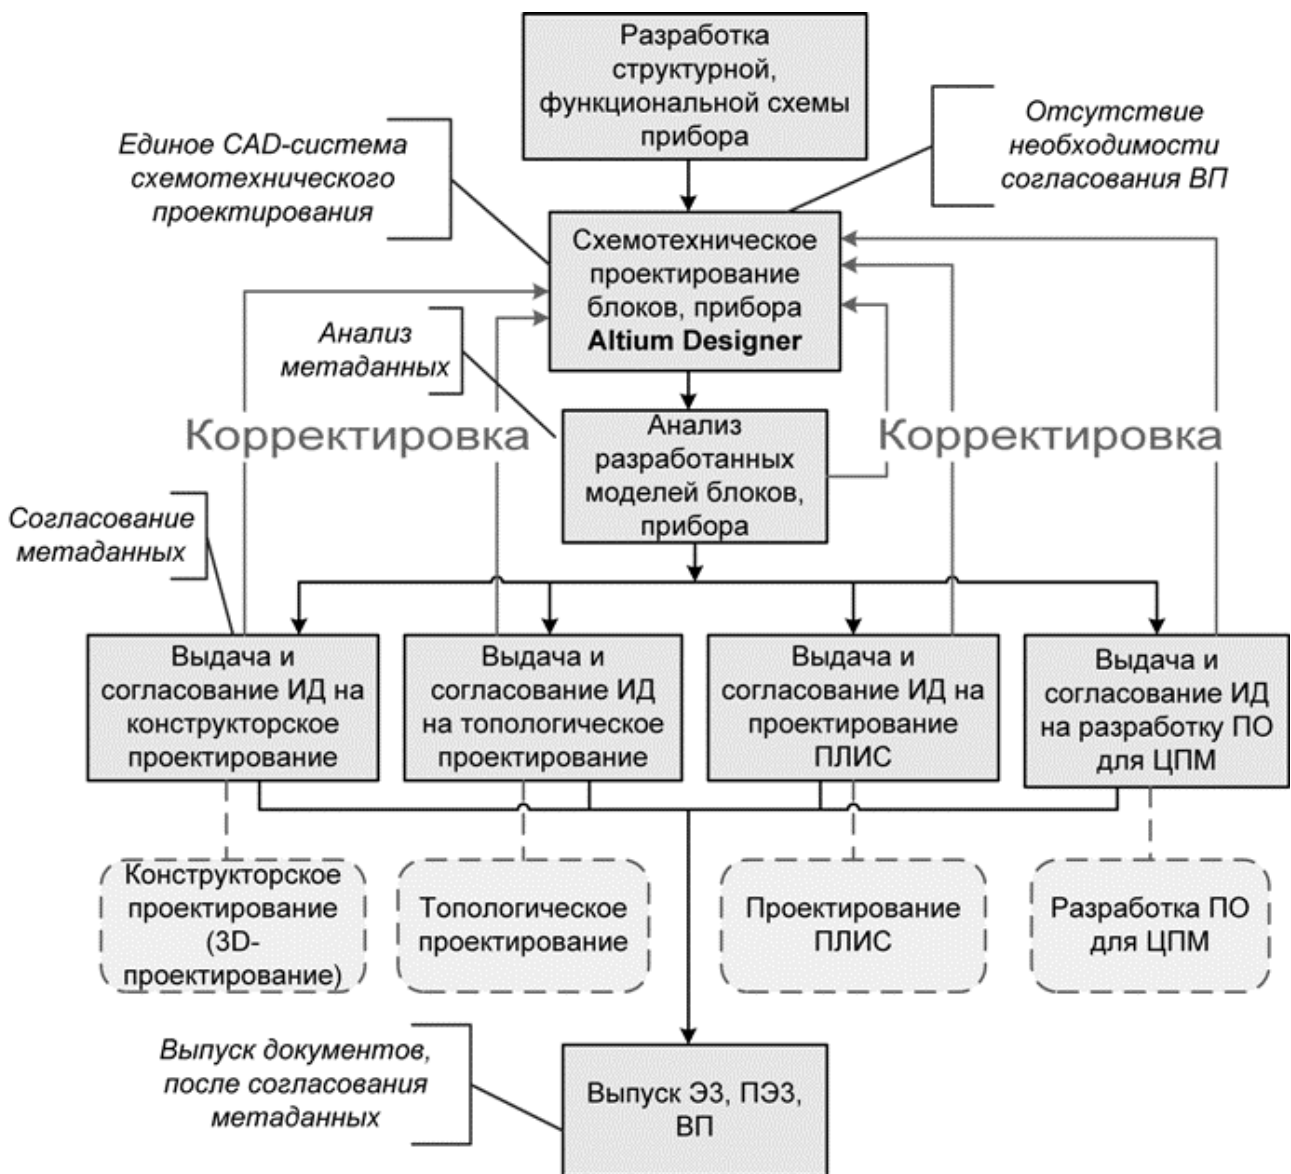 Разработка
структурной,
функциональной схемы
прибора
Единое CAD-система
схемотехнического
проектирования
Отсутствие
необходимости
согласования ВП
Схемотехническое
проектирование
блоков, прибора
Altium Designer
Анализ
метаданных
Корректировка
Корректировка
Анализ
разработанных
моделей блоков,
прибора
Согласование
метаданных
Выдача и
согласование ИД на
конструкторское
проектирование
Выдача и
согласование ИД
на топологическое
проектирование
Выдача и
согласование ИД на
проектирование
ПЛИС
Выдача и
согласование ИД
на разработку ПО
для ЦПМ
Конструкторское
проектирование
(3D-
проектирование)
Топологическое
проектирование
Проектирование
ПЛИС
Разработка ПО
для ЦПМ
Выпуск документов,
после согласования
метаданных
Выпуск Э3, ПЭ3,
ВП